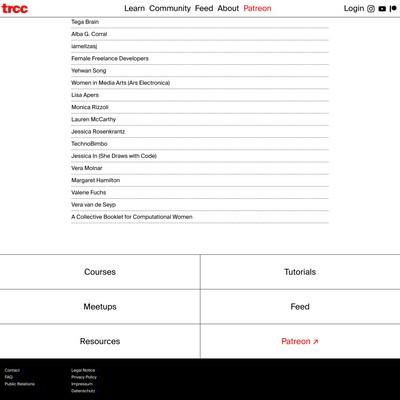 trcc Learn Community Feed About Patreon Login
Tega Brain
Alba G. Corral
iamelizasj
Female Freelance Developers
Yehwan Song
Women in Media Arts (Ars Electronica)
Lisa Apers
Monica Rizzoli
Lauren McCarthy
Jessica Rosenkrantz
TechnoBimbo
Jessica In (She Draws with Code)
Vera Molnar
Margaret Hamilton
Valerie Fuchs
Vera van de Seyp
A Collective Booklet for Computational Women
Courses Tutorials
Meetups Feed
Resources Patreon ↗
Contact Legal Notice
FAQ Privacy Policy
Public Relations Impressum
Datenschutz